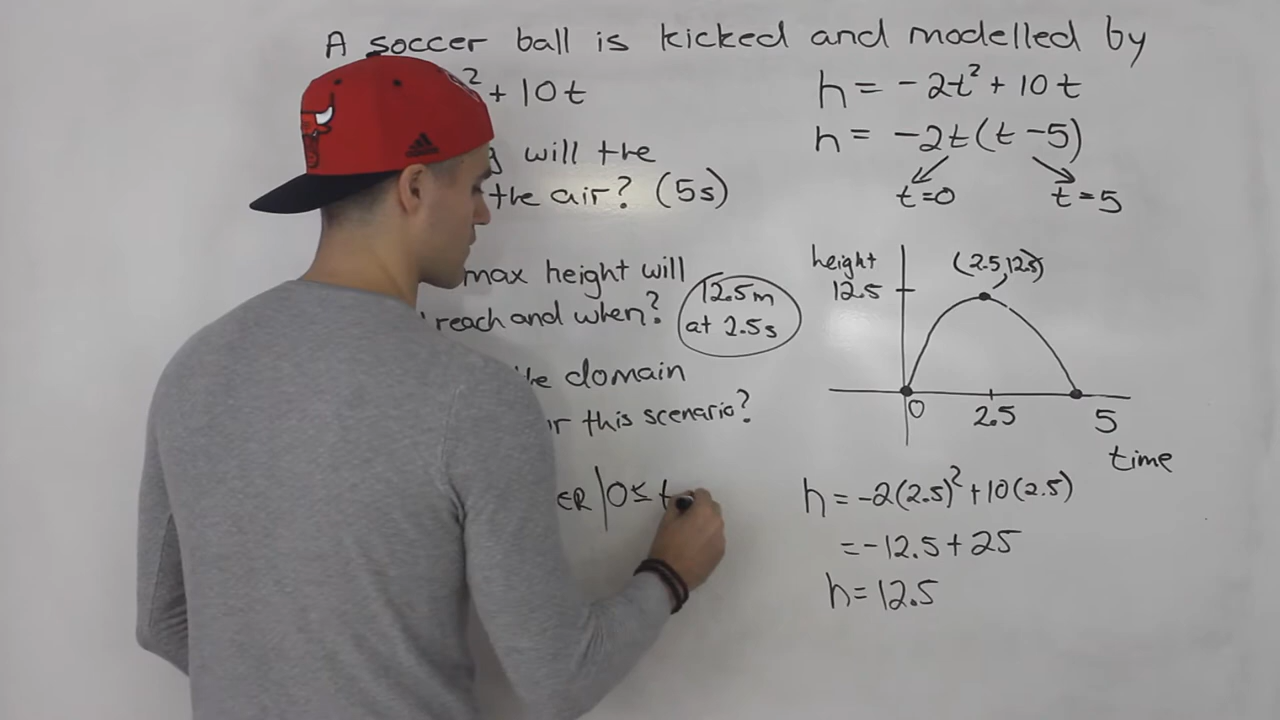 A soccer ball is kicked and modelled by
² + 10t
will the
the air? (5s)
max height will
reach and when?
12.5m
at 2.5s
domain
this scenario?
ER | 0 ≤ t
h = -2t² + 10t
h = -2t(t-5)
t=0 t=5
height
(2.5, 12.5)
12.5
0 2.5 5
time
h = -2(2.5)² + 10(2.5)
= -12.5 + 25
h = 12.5